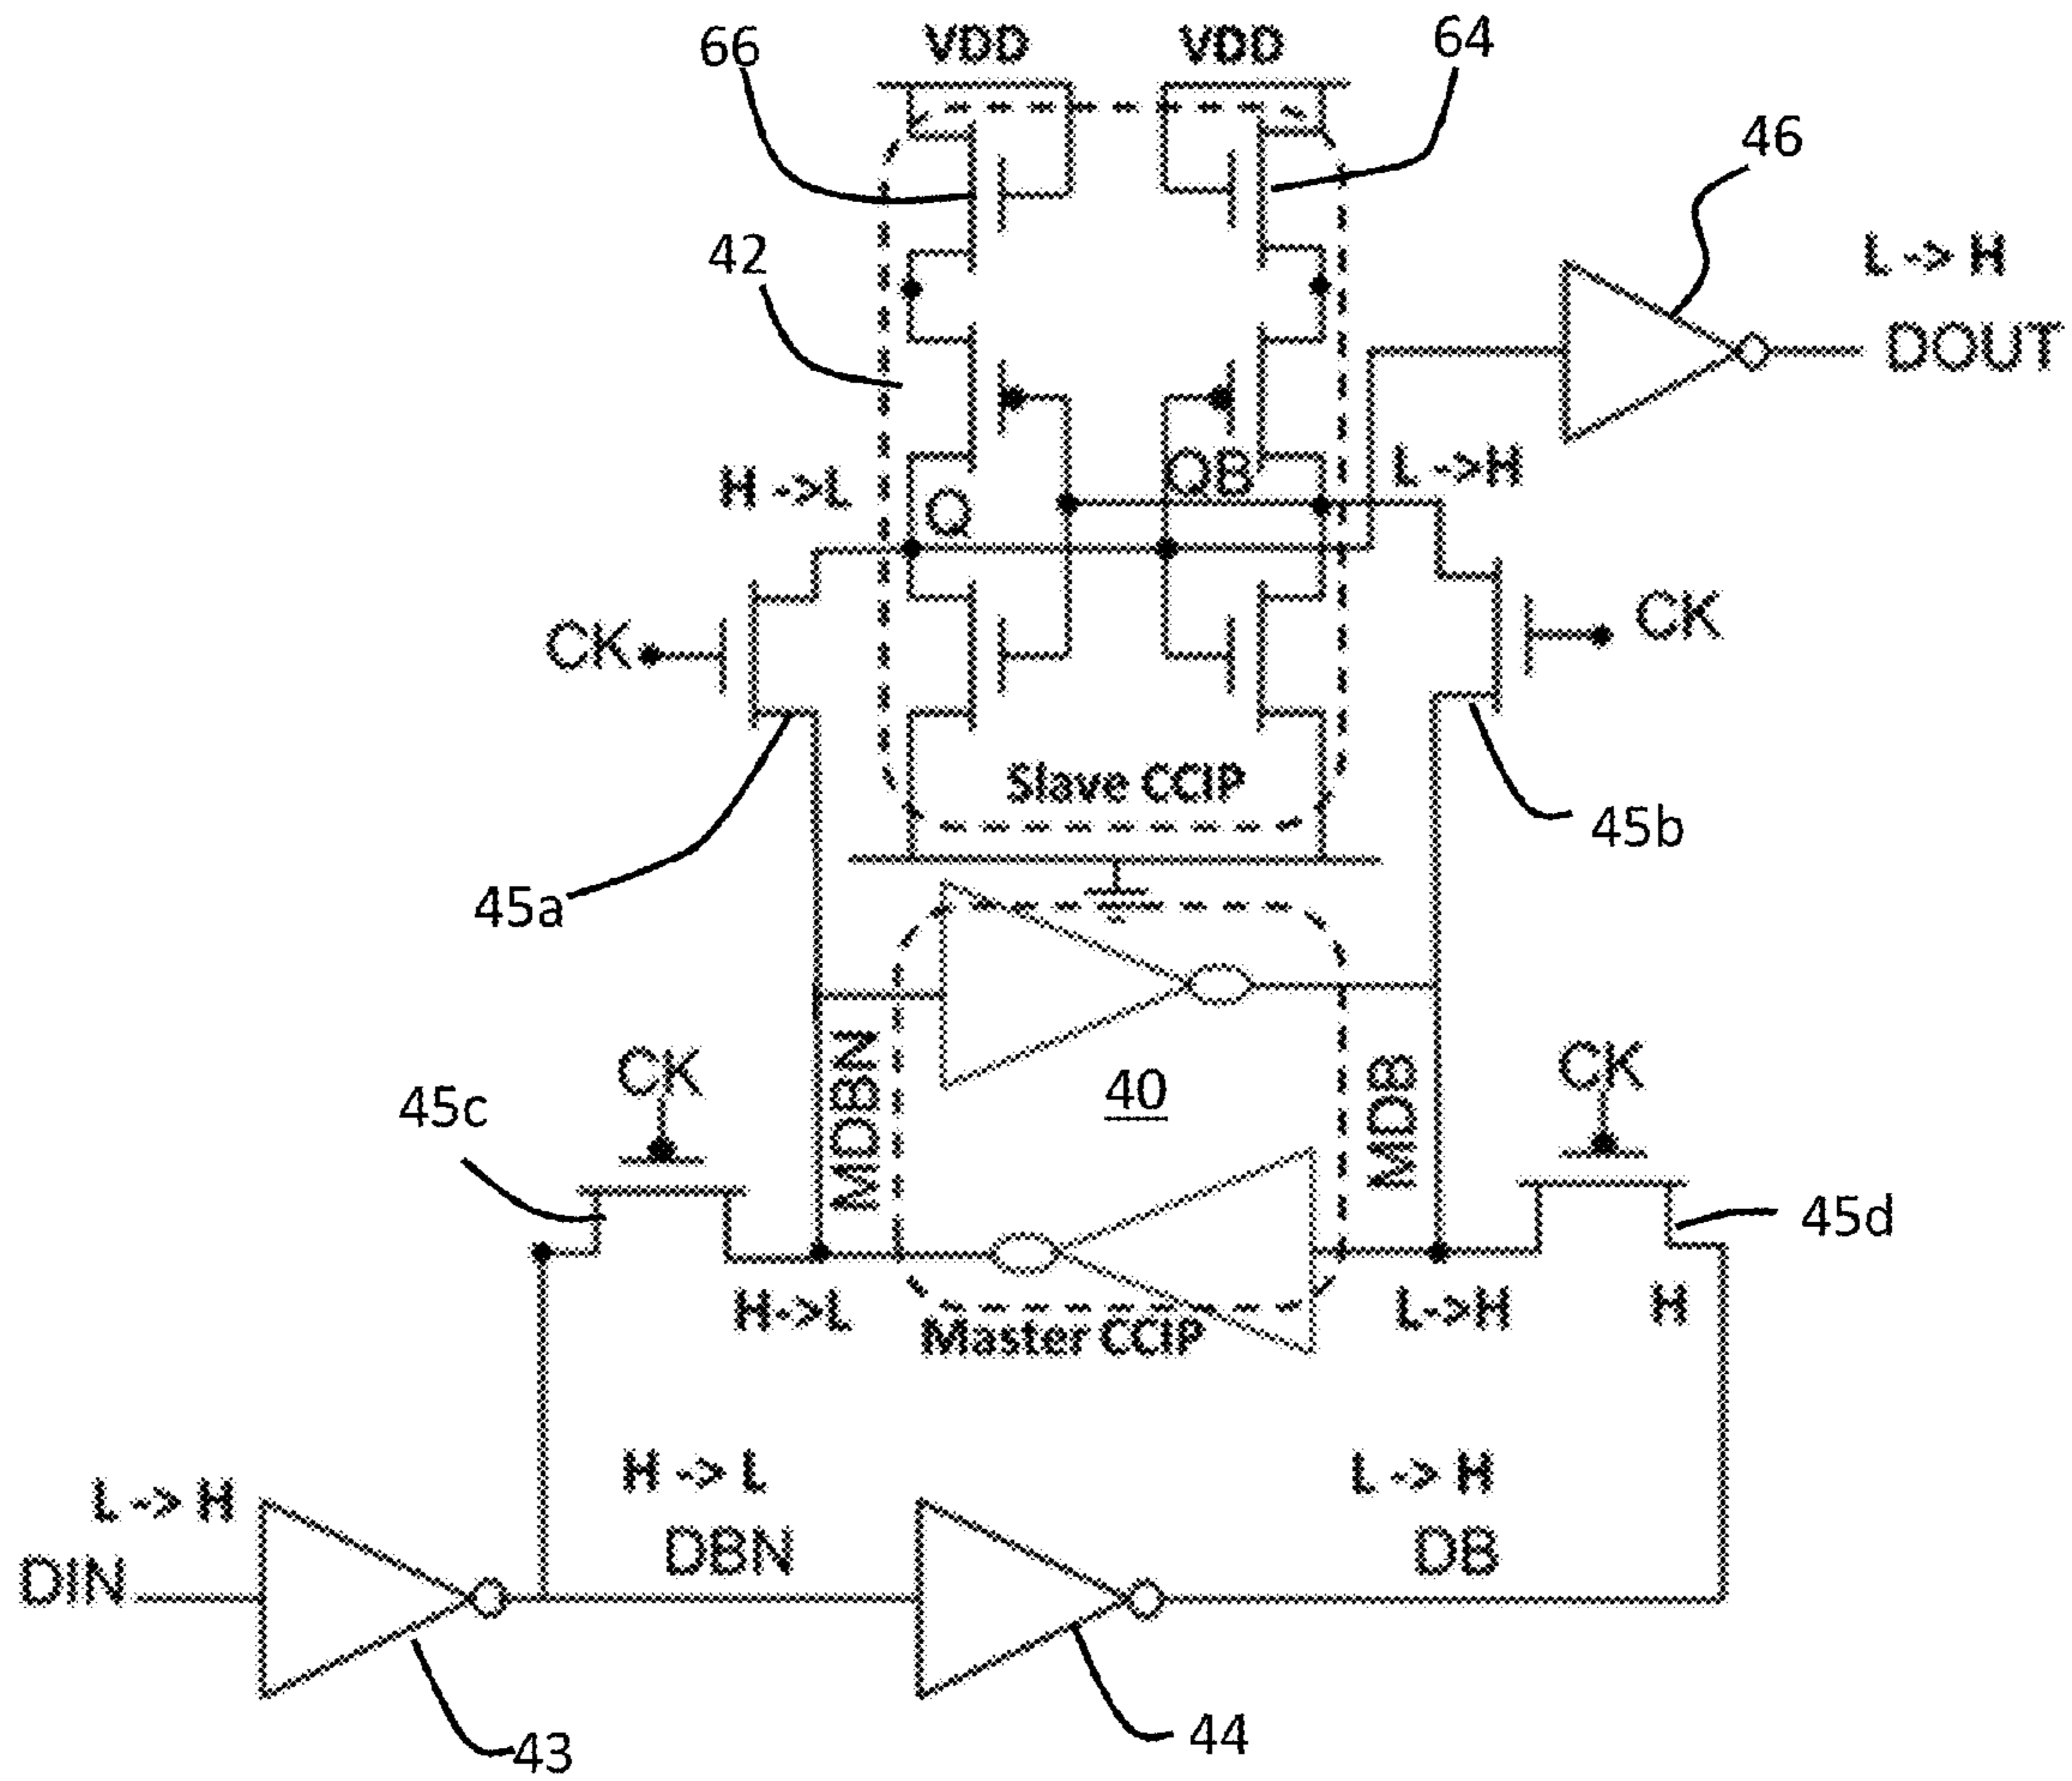 66
VDD
VDD
64
46
42
L -> H
DOUT
H ->L
Q
QB
L ->H
CK
CK
Slave CCIP
45a
45b
MDBN
40
MDB
CK
CK
45c
45d
H->L
Master CCIP
L->H
H
L -> H
DIN
H -> L
DBN
L -> H
DB
43
44